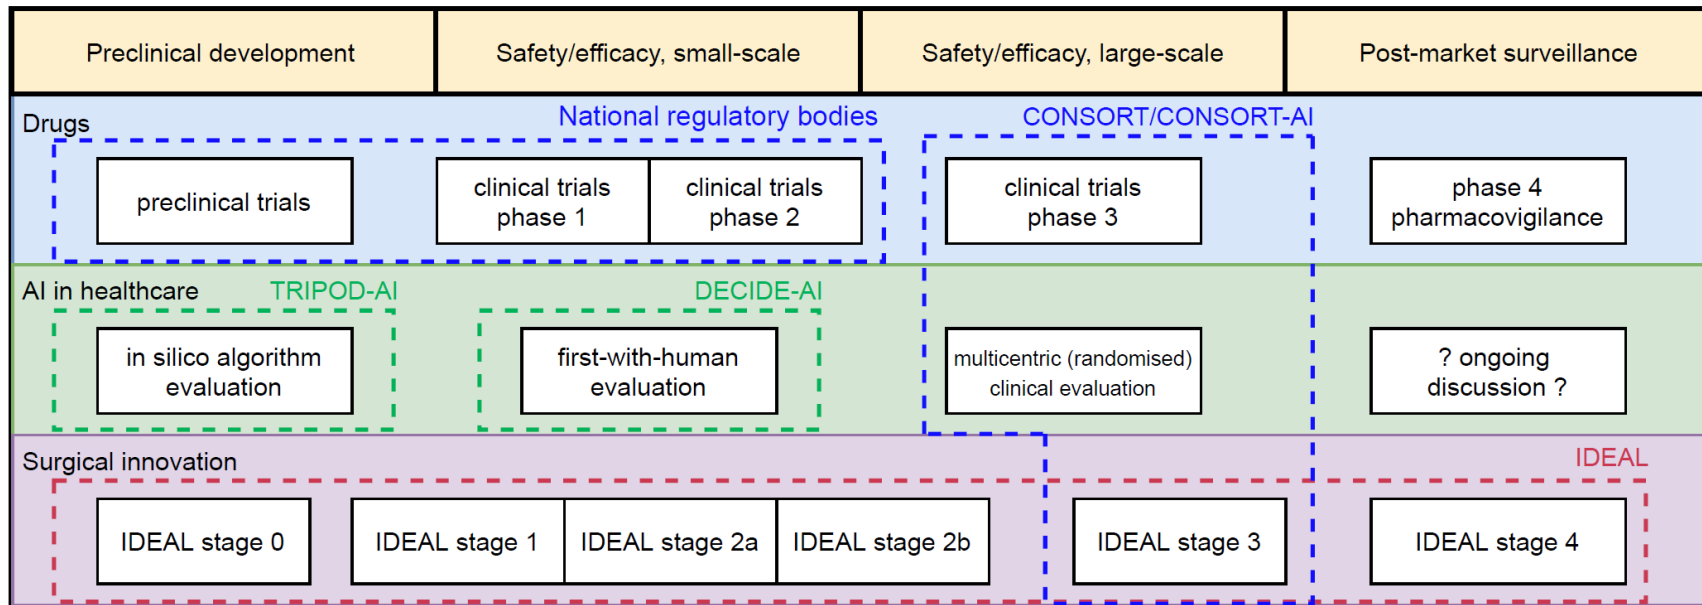 Preclinical development
Safety/efficacy, small-scale
Safety/efficacy, large-scale
Post-market surveillance
Drugs
National regulatory bodies
CONSORT/CONSORT-AI
preclinical trials
clinical trials
phase 1
clinical trials
phase 2
clinical trials
phase 3
phase 4
pharmacovigilance
AI in healthcare
TRIPOD-AI
DECIDE-AI
in silico algorithm
evaluation
first-with-human
evaluation
multicentric (randomised)
clinical evaluation
? ongoing
discussion ?
Surgical innovation
IDEAL
IDEAL stage 0
IDEAL stage 1
IDEAL stage 2a
IDEAL stage 2b
IDEAL stage 3
IDEAL stage 4